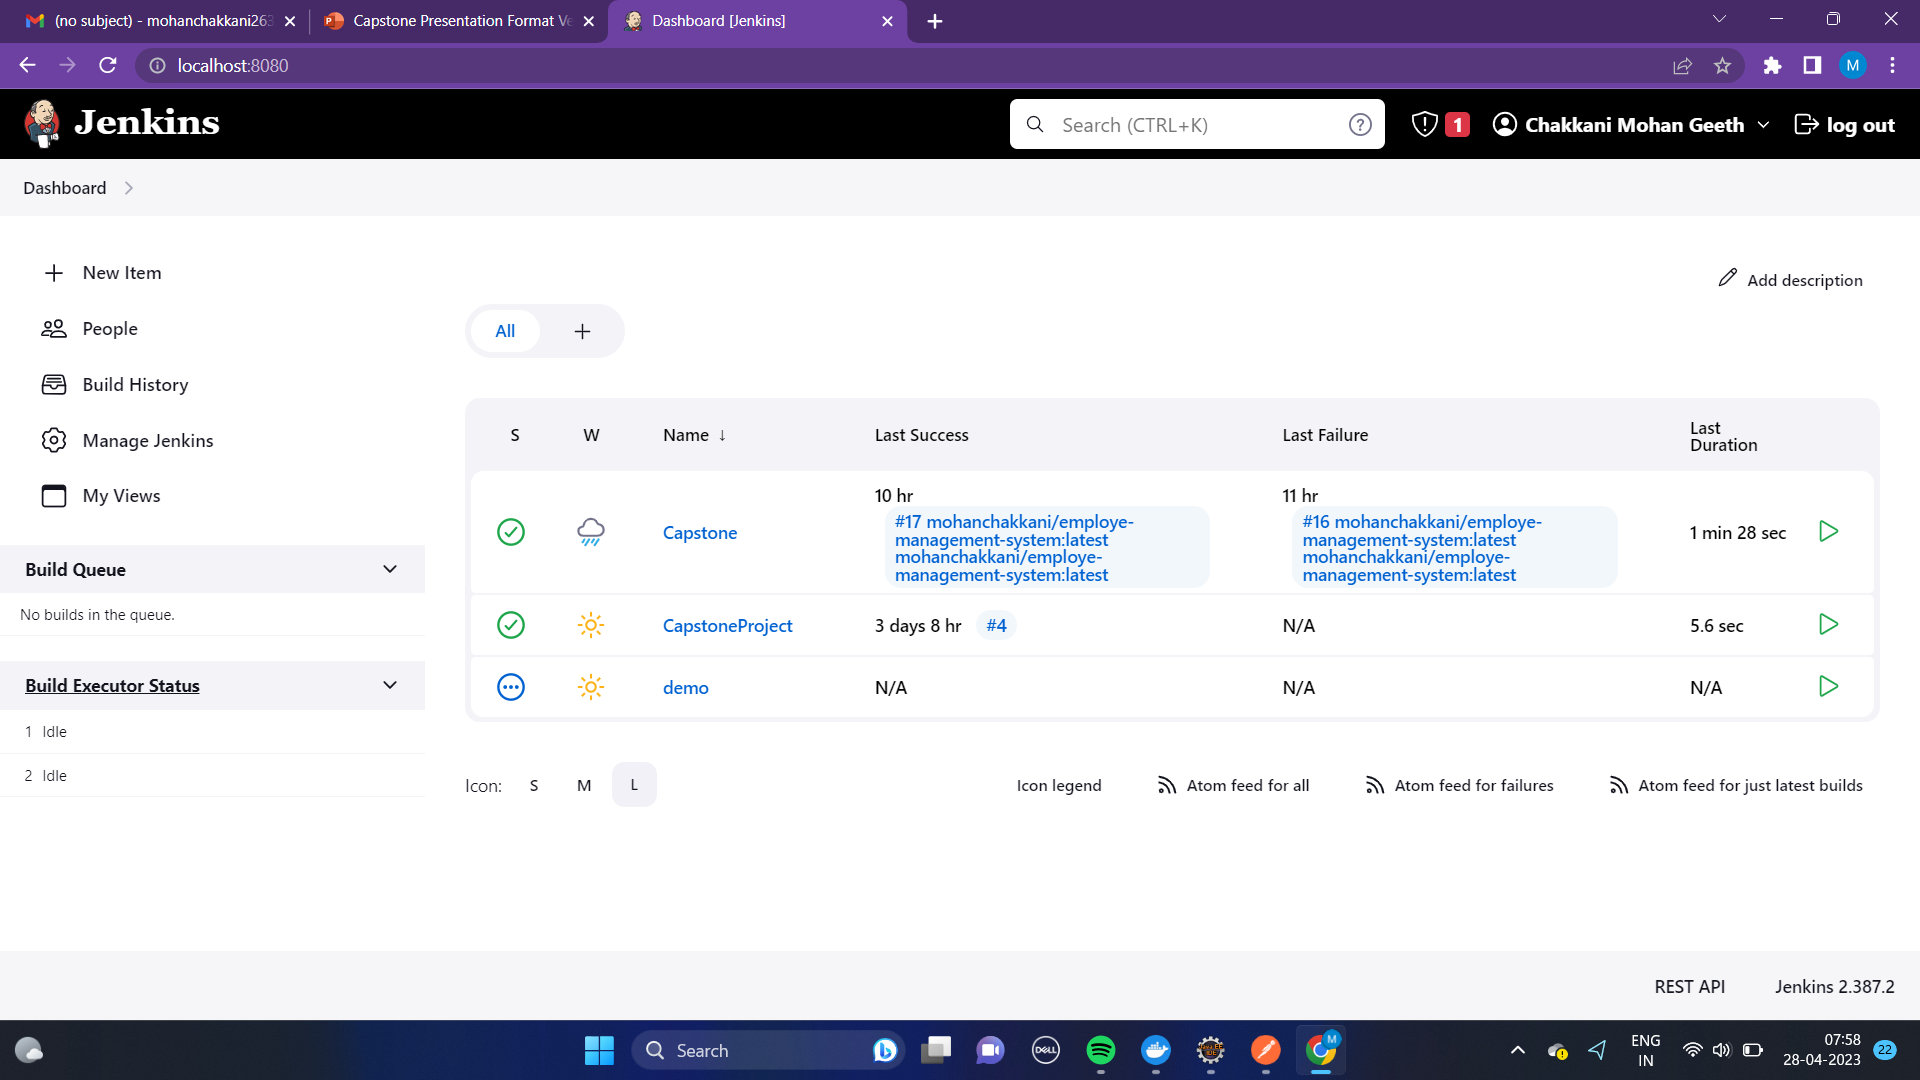 (no subject) - mohanchakkani263
Capstone Presentation Format Ve
Dashboard [Jenkins]
localhost:8080
M
Jenkins
Search (CTRL+K)
1
Chakkani Mohan Geeth
log out
Dashboard
New Item
People
Build History
Manage Jenkins
My Views
Build Queue
No builds in the queue.
Build Executor Status
1 Idle
2 Idle
Add description
All
S W Name ↓ Last Success Last Failure Last
Duration
Capstone
10 hr
#17 mohanchakkani/employe-
management-system:latest
mohanchakkani/employe-
management-system:latest
11 hr
#16 mohanchakkani/employe-
management-system:latest
mohanchakkani/employe-
management-system:latest
1 min 28 sec
CapstoneProject 3 days 8 hr #4 N/A 5.6 sec
demo N/A N/A N/A
Icon: S M L
Icon legend Atom feed for all Atom feed for failures Atom feed for just latest builds
REST API Jenkins 2.387.2
Search
DELL
M
ENG
IN
07:58
28-04-2023
22